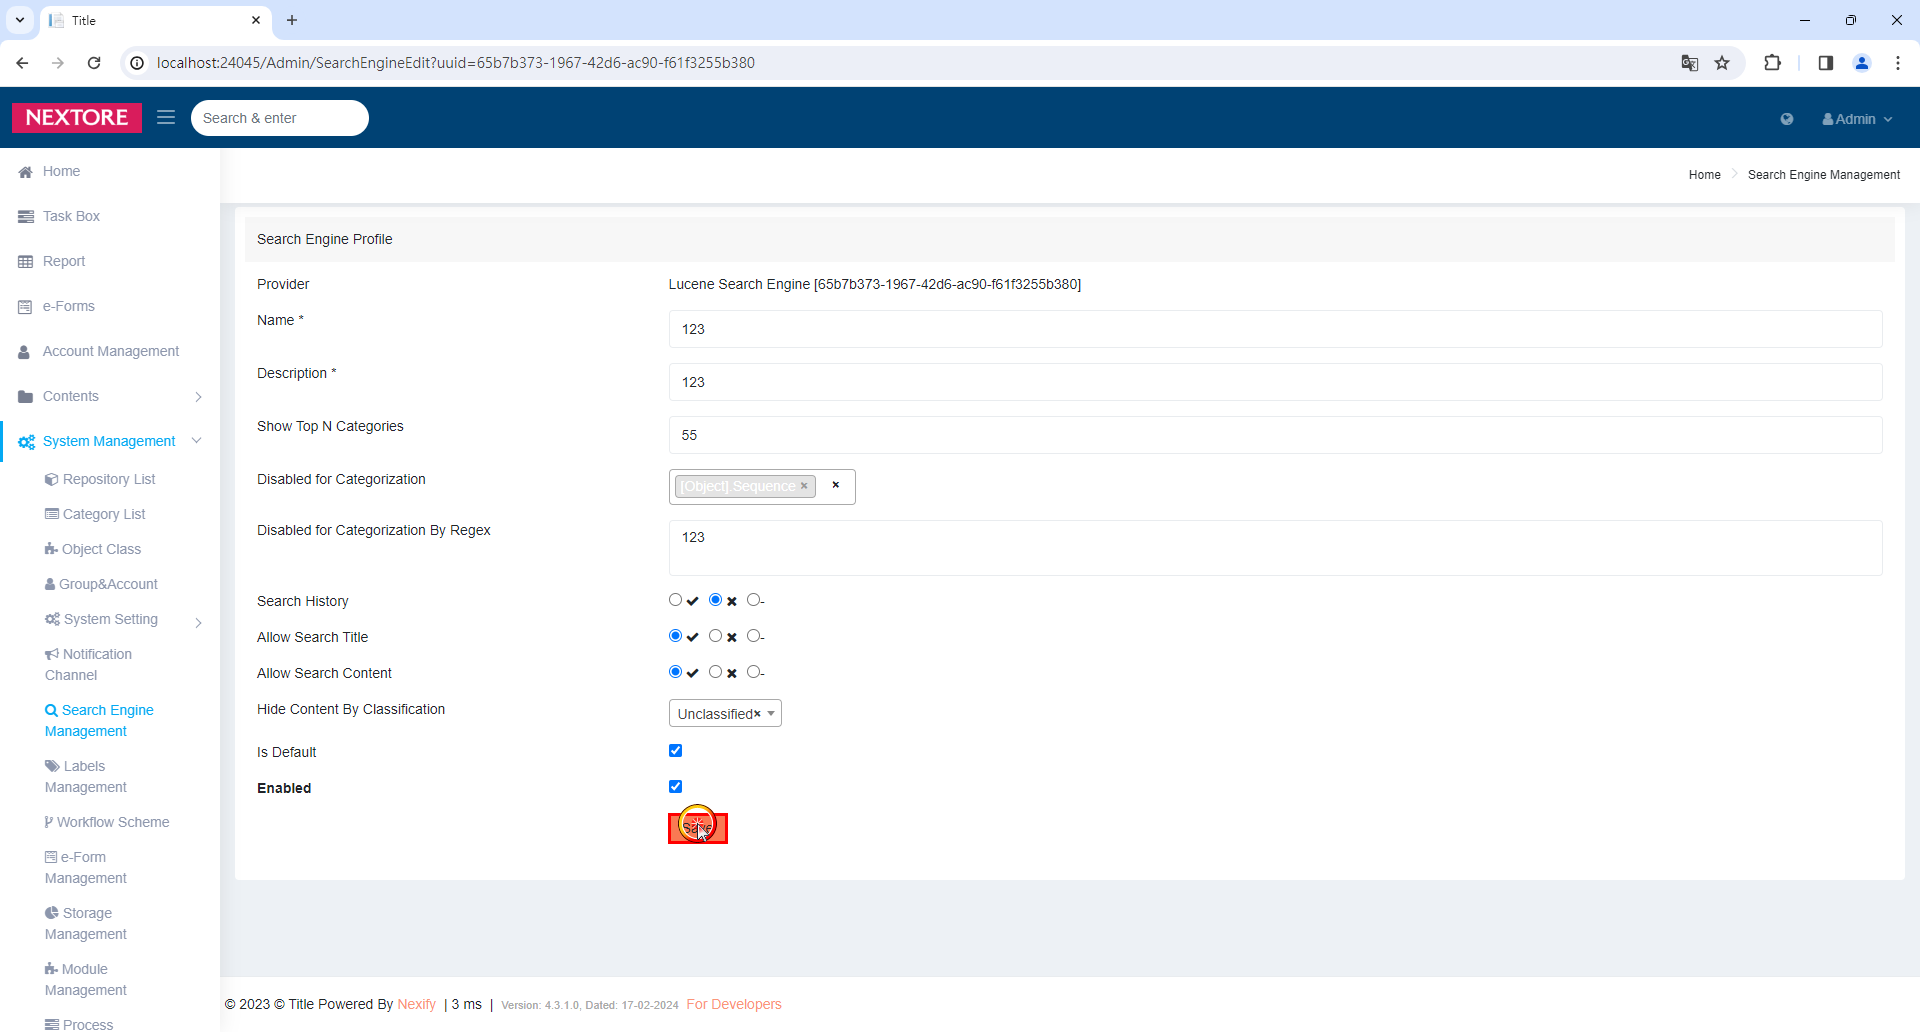 Title
localhost:24045/Admin/SearchEngineEdit?uuid=65b7b373-1967-42d6-ac90-f61f3255b380
NEXTORE
Search & enter
Admin
Home
Task Box
Report
e-Forms
Account Management
Contents
System Management
Repository List
Category List
Object Class
Group&Account
System Setting
Notification
Channel
Search Engine
Management
Labels
Management
Workflow Scheme
e-Form
Management
Storage
Management
Module
Management
Process
Home
Search Engine Management
Search Engine Profile
Provider
Lucene Search Engine [65b7b373-1967-42d6-ac90-f61f3255b380]
Name *
123
Description *
123
Show Top N Categories
55
Disabled for Categorization
[Object] Sequence × ×
Disabled for Categorization By Regex
123
Search History
✔ ✖ -
Allow Search Title
✔ ✖ -
Allow Search Content
✔ ✖ -
Hide Content By Classification
Unclassified×
Is Default
Enabled
Save
© 2023 © Title Powered By Nexify | 3 ms | Version: 4.3.1.0, Dated: 17-02-2024 For Developers